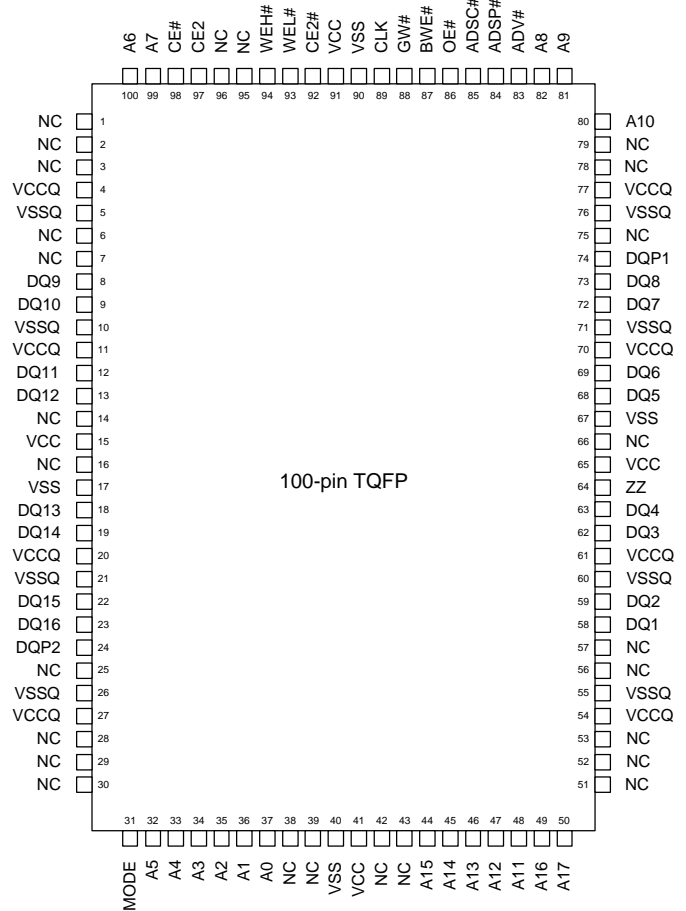 A6 A7 CE# CE2 NC NC WEH# WEL# CE2# VCC VSS CLK GW# BWE# OE# ADSC# ADSP# ADV# A8 A9
100 99 98 97 96 95 94 93 92 91 90 89 88 87 86 85 84 83 82 81
NC 1 80 A10
NC 2 79 NC
NC 3 78 NC
VCCQ 4 77 VCCQ
VSSQ 5 76 VSSQ
NC 6 75 NC
NC 7 74 DQP1
DQ9 8 73 DQ8
DQ10 9 72 DQ7
VSSQ 10 71 VSSQ
VCCQ 11 70 VCCQ
DQ11 12 69 DQ6
DQ12 13 68 DQ5
NC 14 67 VSS
VCC 15 66 NC
NC 16 65 VCC
VSS 17 64 ZZ
100-pin TQFP
DQ13 18 63 DQ4
DQ14 19 62 DQ3
VCCQ 20 61 VCCQ
VSSQ 21 60 VSSQ
DQ15 22 59 DQ2
DQ16 23 58 DQ1
DQP2 24 57 NC
NC 25 56 NC
VSSQ 26 55 VSSQ
VCCQ 27 54 VCCQ
NC 28 53 NC
NC 29 52 NC
NC 30 51 NC
31 32 33 34 35 36 37 38 39 40 41 42 43 44 45 46 47 48 49 50
MODE A5 A4 A3 A2 A1 A0 NC NC VSS VCC NC NC A15 A14 A13 A12 A11 A16 A17